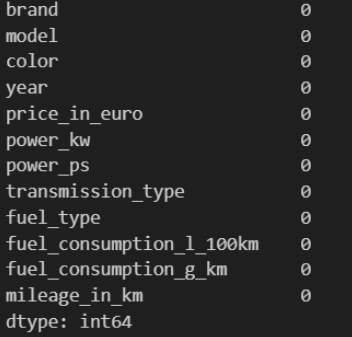 brand 0
model 0
color 0
year 0
price_in_euro 0
power_kw 0
power_ps 0
transmission_type 0
fuel_type 0
fuel_consumption_l_100km 0
fuel_consumption_g_km 0
mileage_in_km 0
dtype: int64